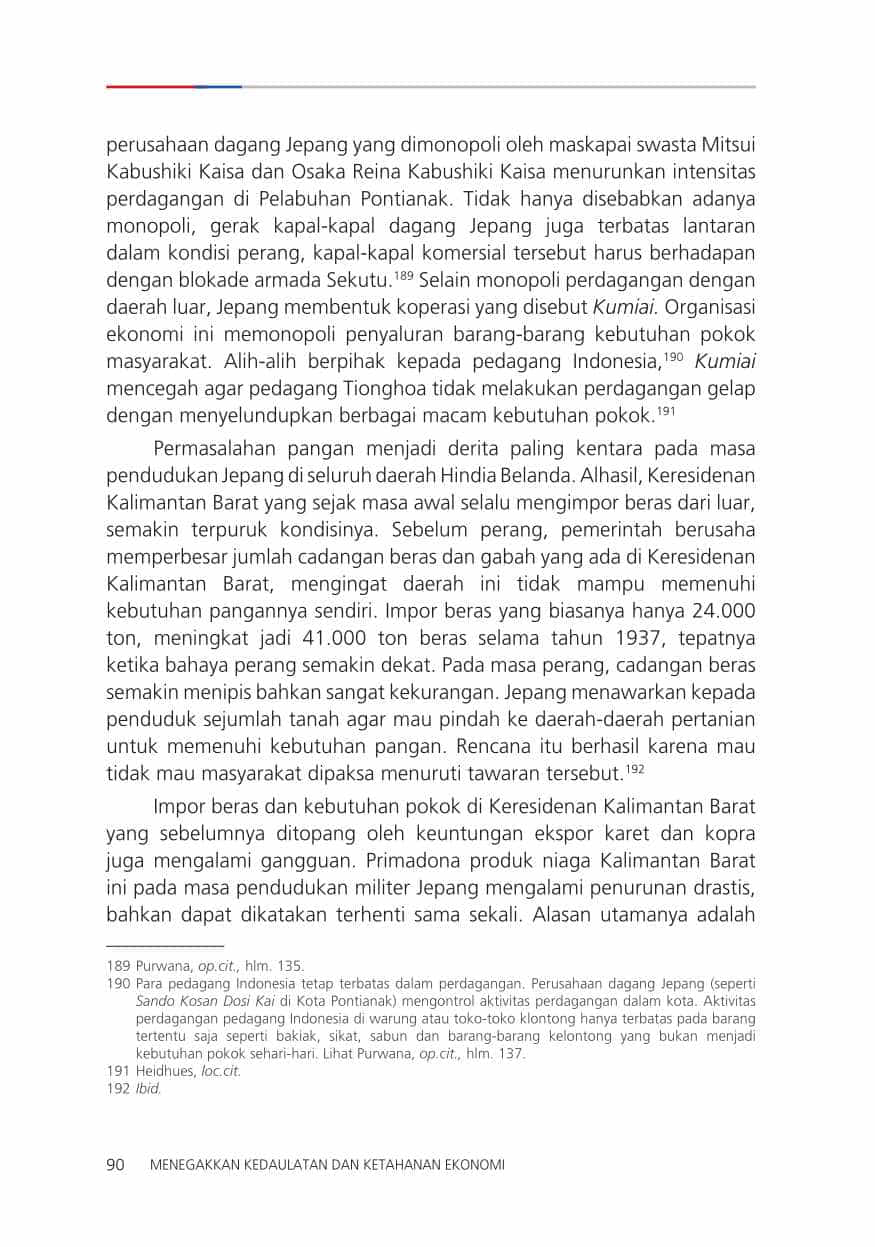 perusahaan dagang Jepang yang dimonopoli oleh maskapai swasta Mitsui
Kabushiki Kaisa dan Osaka Reina Kabushiki Kaisa menurunkan intensitas
perdagangan di Pelabuhan Pontianak. Tidak hanya disebabkan adanya
monopoli, gerak kapal-kapal dagang Jepang juga terbatas lantaran
dalam kondisi perang, kapal-kapal komersial tersebut harus berhadapan
dengan blokade armada Sekutu.189 Selain monopoli perdagangan dengan
daerah luar, Jepang membentuk koperasi yang disebut Kumiai. Organisasi
ekonomi ini memonopoli penyaluran barang-barang kebutuhan pokok
masyarakat. Alih-alih berpihak kepada pedagang Indonesia,190 Kumiai
mencegah agar pedagang Tionghoa tidak melakukan perdagangan gelap
dengan menyelundupkan berbagai macam kebutuhan pokok.191
Permasalahan pangan menjadi derita paling kentara pada masa
pendudukan Jepang di seluruh daerah Hindia Belanda. Alhasil, Keresidenan
Kalimantan Barat yang sejak masa awal selalu mengimpor beras dari luar,
semakin terpuruk kondisinya. Sebelum perang, pemerintah berusaha
memperbesar jumlah cadangan beras dan gabah yang ada di Keresidenan
Kalimantan Barat, mengingat daerah ini tidak mampu memenuhi
kebutuhan pangannya sendiri. Impor beras yang biasanya hanya 24.000
ton, meningkat jadi 41.000 ton beras selama tahun 1937, tepatnya
ketika bahaya perang semakin dekat. Pada masa perang, cadangan beras
semakin menipis bahkan sangat kekurangan. Jepang menawarkan kepada
penduduk sejumlah tanah agar mau pindah ke daerah-daerah pertanian
untuk memenuhi kebutuhan pangan. Rencana itu berhasil karena mau
tidak mau masyarakat dipaksa menuruti tawaran tersebut.192
Impor beras dan kebutuhan pokok di Keresidenan Kalimantan Barat
yang sebelumnya ditopang oleh keuntungan ekspor karet dan kopra
juga mengalami gangguan. Primadona produk niaga Kalimantan Barat
ini pada masa pendudukan militer Jepang mengalami penurunan drastis,
bahkan dapat dikatakan terhenti sama sekali. Alasan utamanya adalah
189 Purwana, op.cit., hlm. 135.
190 Para pedagang Indonesia tetap terbatas dalam perdagangan. Perusahaan dagang Jepang (seperti
Sando Kosan Dosi Kai di Kota Pontianak) mengontrol aktivitas perdagangan dalam kota. Aktivitas
perdagangan pedagang Indonesia di warung atau toko-toko klontong hanya terbatas pada barang
tertentu saja seperti bakiak, sikat, sabun dan barang-barang kelontong yang bukan menjadi
kebutuhan pokok sehari-hari. Lihat Purwana, op.cit., hlm. 137.
191 Heidhues, loc.cit.
192 Ibid.
90 MENEGAKKAN KEDAULATAN DAN KETAHANAN EKONOMI